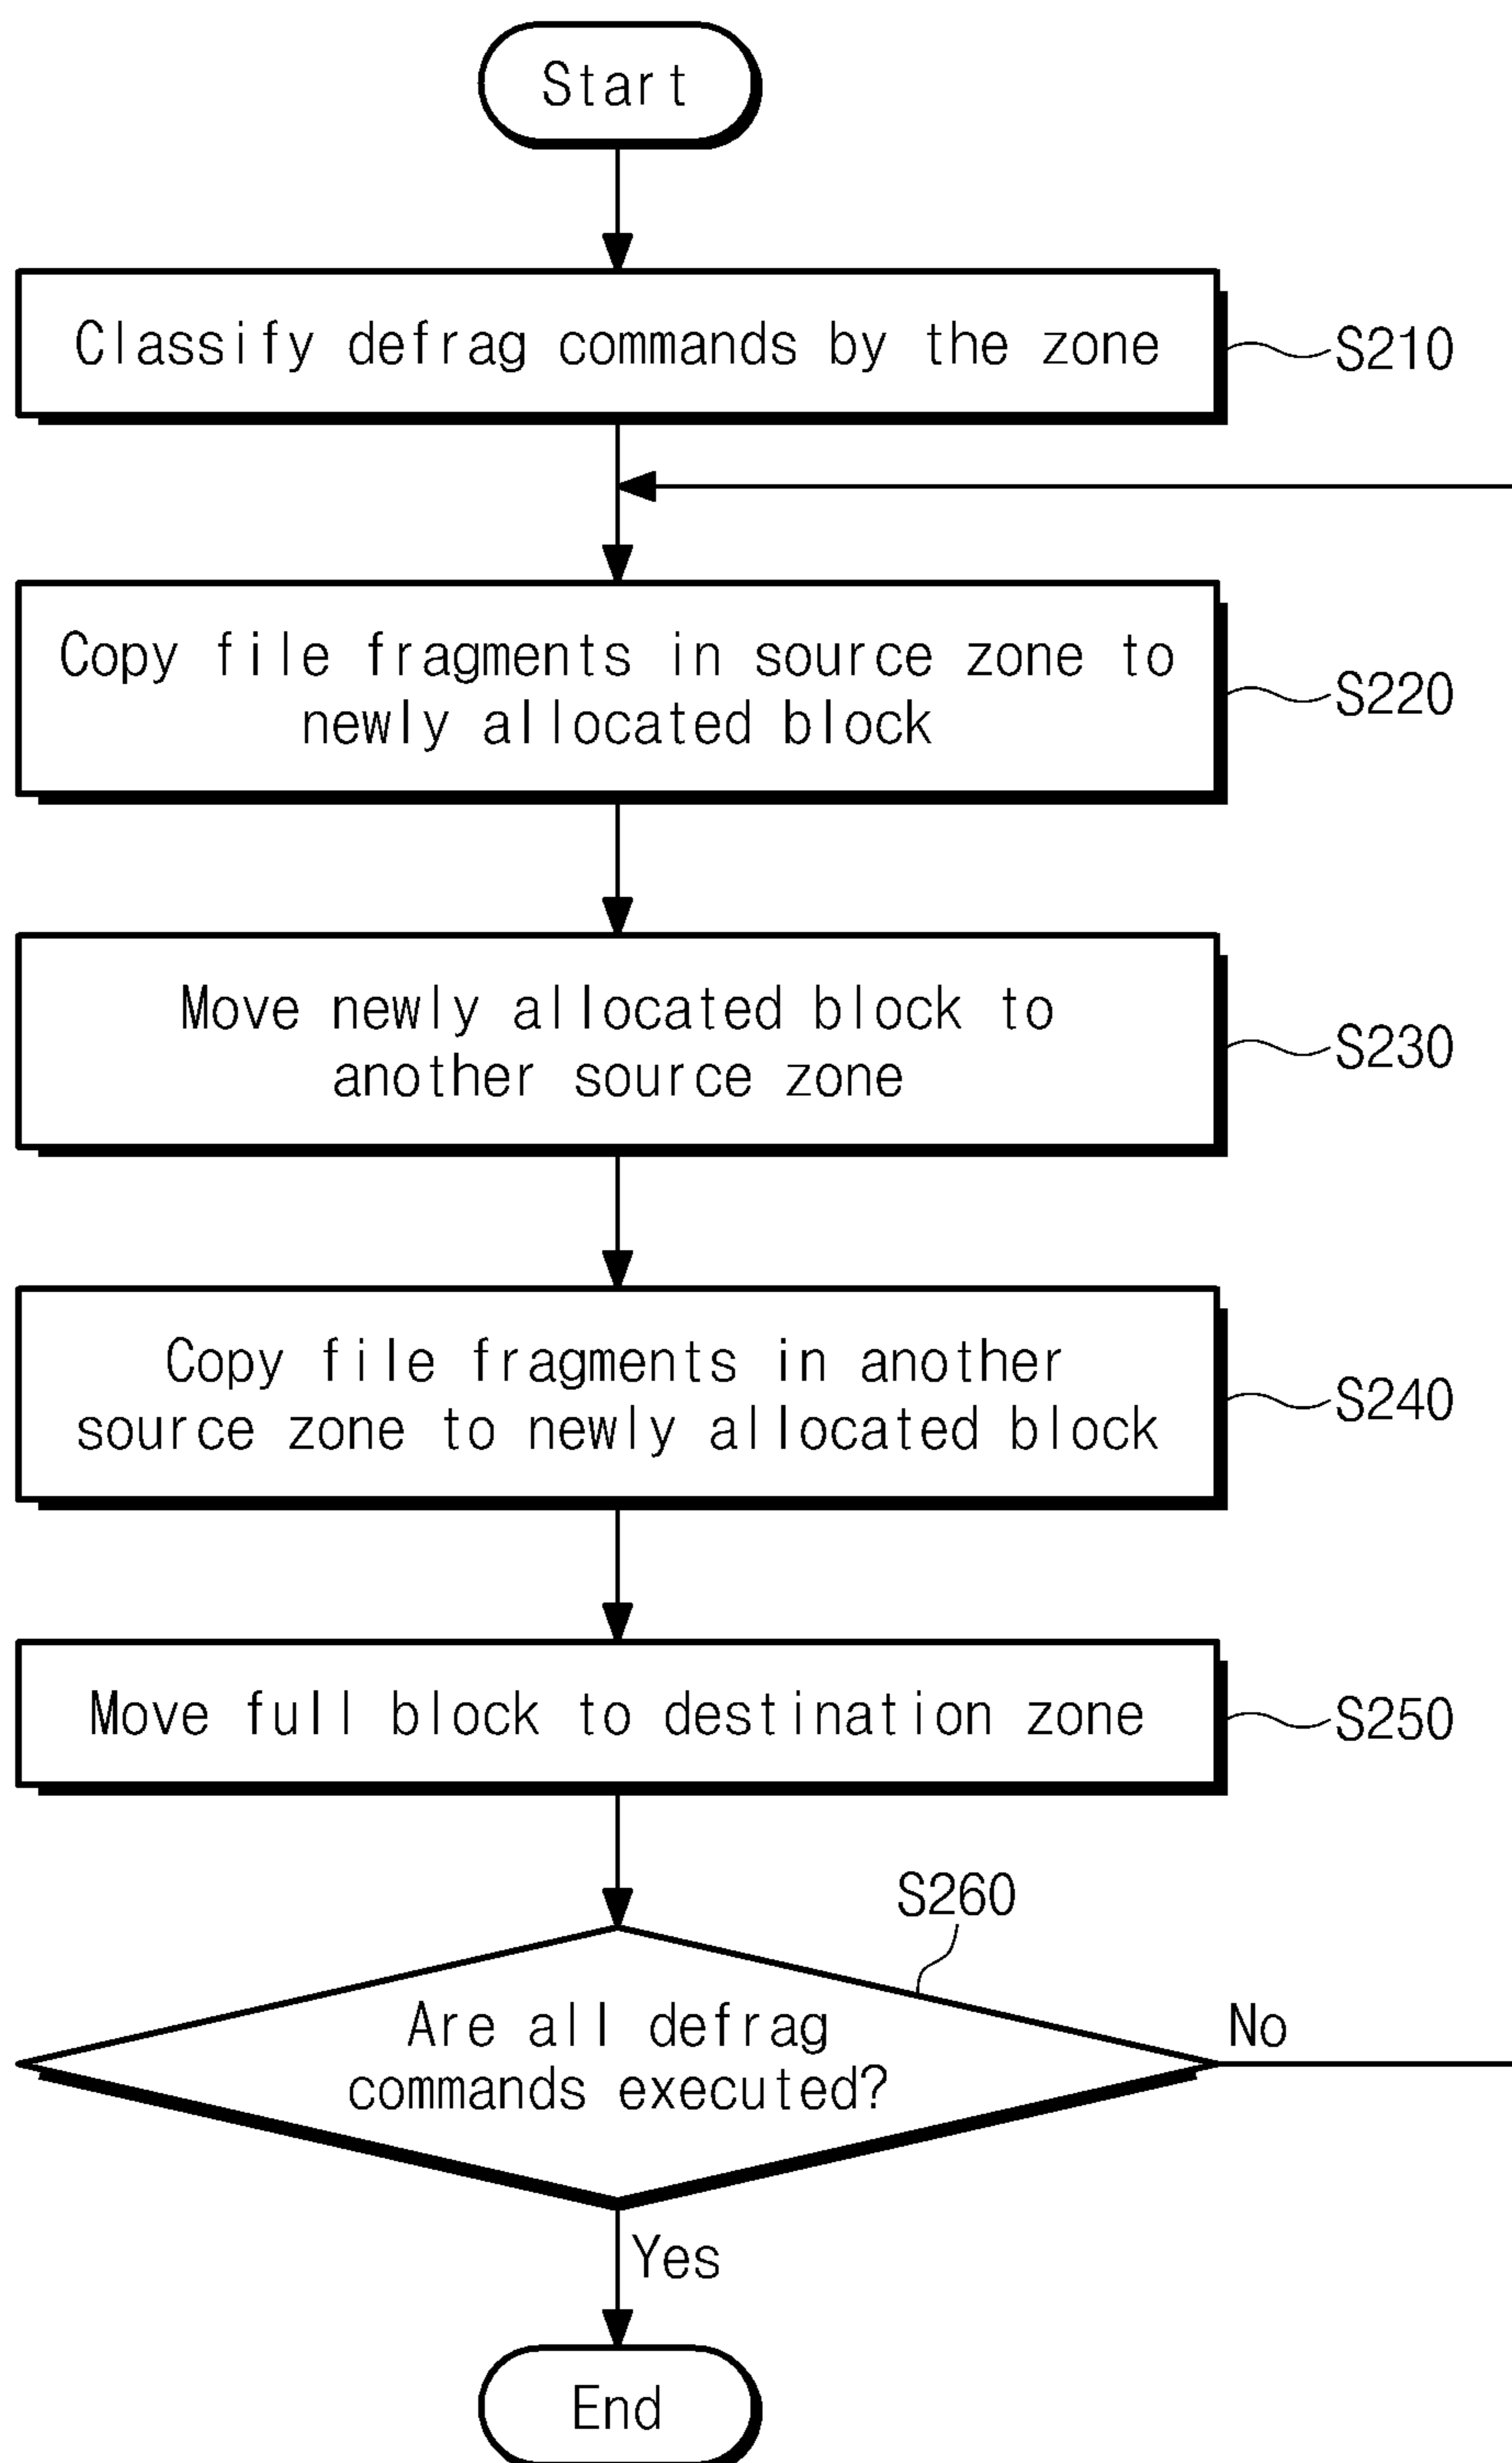 Start
Classify defrag commands by the zone
S210
Copy file fragments in source zone to
newly allocated block
S220
Move newly allocated block to
another source zone
S230
Copy file fragments in another
source zone to newly allocated block
S240
Move full block to destination zone
S250
S260
Are all defrag
commands executed?
No
Yes
End